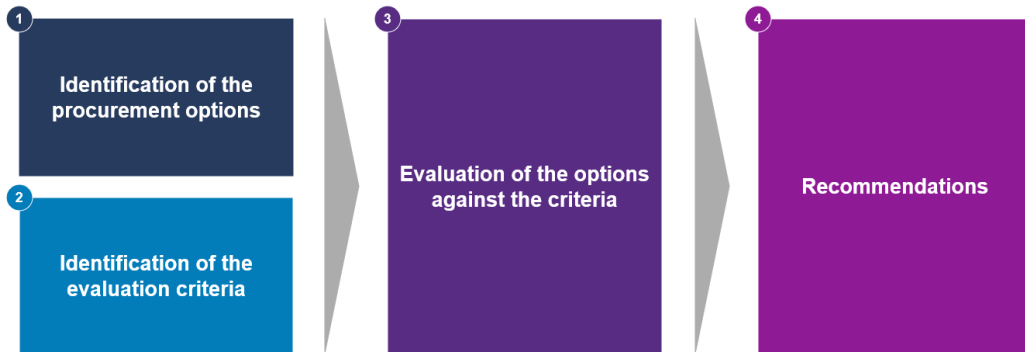 1
Identification of the
procurement options
2
Identification of the
evaluation criteria
3
Evaluation of the options
against the criteria
4
Recommendations